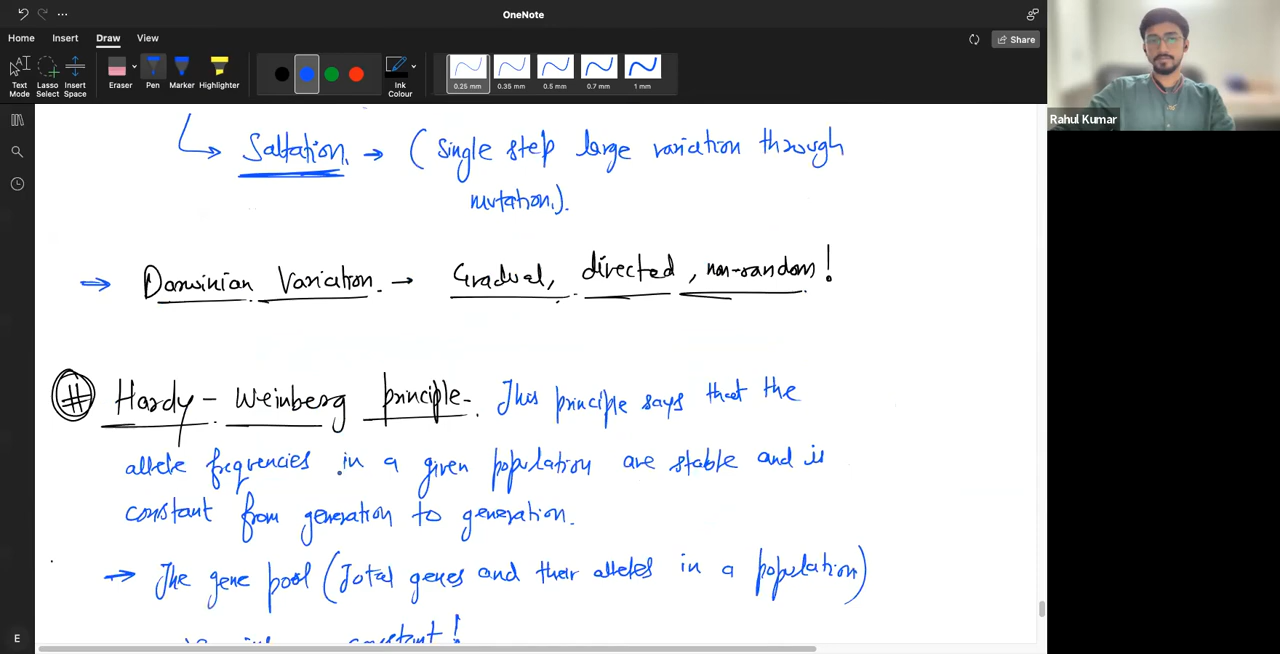 OneNote
Home Insert Draw View
Share
Text Mode
Lasso Select
Insert Space
Eraser
Pen
Marker
Highlighter
Ink Colour
0.25 mm 0.35 mm 0.5 mm 0.7 mm 1 mm
Rahul Kumar
↳ Saltation. → (Single step large variation through
mutation.).
⇒ Darwinian Variation. → Gradual, directed, non-random!
# Hardy - Weinberg principle-. This principle says that the
allele frequencies in a given population are stable and is
constant from generation to generation.
→ The gene pool (Total genes and their alleles in a population)
constant!
E